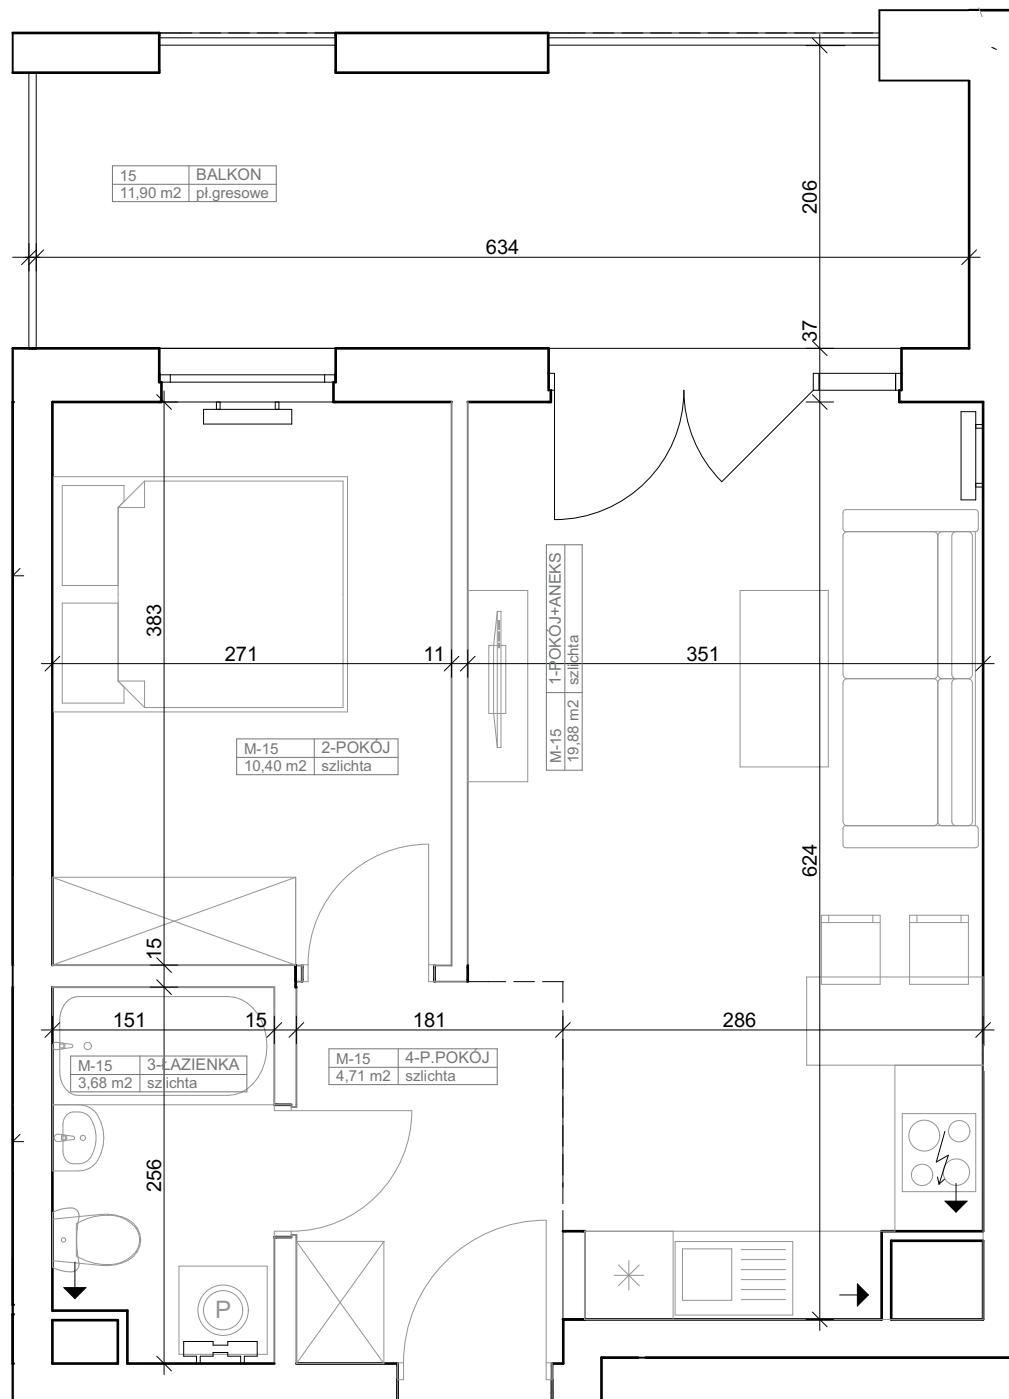 15 BALKON
11,90 m2 pł.gresowe
206
634
37
383
271
11
351
M-15 1-POKÓJ+ANEKS
19,88 m2 szlichta
M-15 2-POKÓJ
10,40 m2 szlichta
624
15
151
15
181
286
M-15 3-ŁAZIENKA
3,68 m2 szlichta
M-15 4-P.POKÓJ
4,71 m2 szlichta
256
P